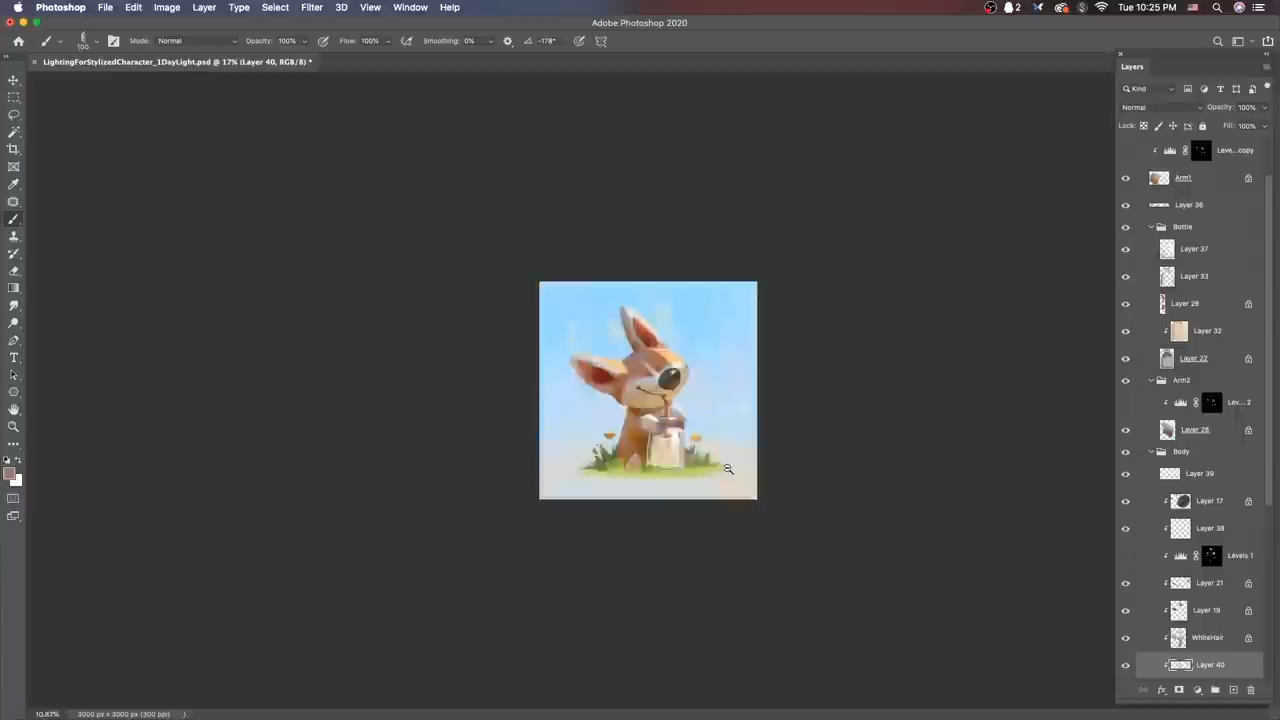 Photoshop File Edit Image Layer Type Select Filter 3D View Window Help 2 Tue 10:25 PM
Adobe Photoshop 2020
100 Mode: Normal Opacity: 100% Flow: 100% Smoothing: 0% -178°
LightingForStylizedCharacter_1DayLight.psd @ 17% (Layer 40, RGB/8) *
Layers
Kind
Normal Opacity: 100%
Lock: Fill: 100%
Leve...copy
Arm1
Layer 36
Bottle
Layer 37
Layer 33
Layer 26
Layer 32
Layer 22
Arm2
Lev... 2
Layer 28
Body
Layer 39
Layer 17
Layer 38
Levels 1
Layer 21
Layer 19
WhiteHair
Layer 40
fx
10.87% 3000 px x 3000 px (300 ppi)